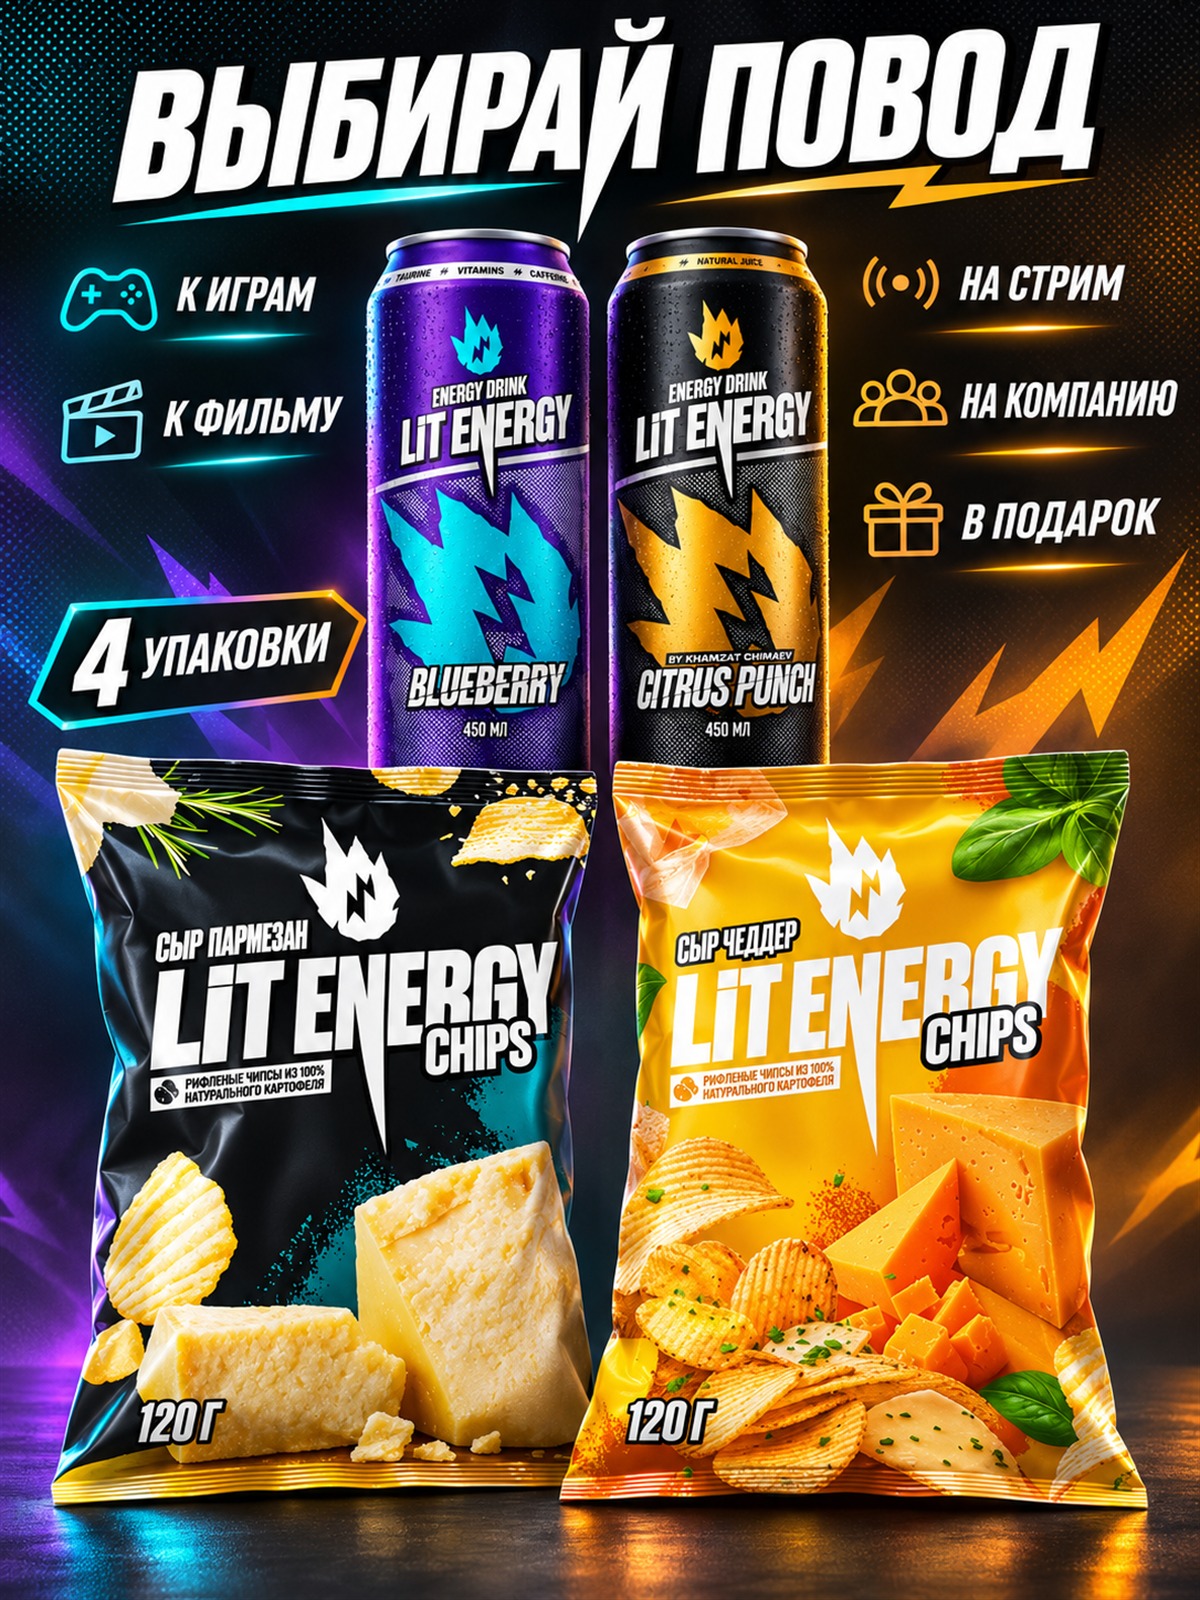 ВЫБИРАЙ ПОВОД
К ИГРАМ
К ФИЛЬМУ
НА СТРИМ
НА КОМПАНИЮ
В ПОДАРОК
4 УПАКОВКИ
TAURINE VITAMINS CAFFEINE
ENERGY DRINK
LiT ENERGY
BLUEBERRY
450 МЛ
NATURAL JUICE
ENERGY DRINK
LiT ENERGY
BY KHAMZAT CHIMAEV
CITRUS PUNCH
450 МЛ
СЫР ПАРМЕЗАН
LiT ENERGY
CHIPS
РИФЛЕНЫЕ ЧИПСЫ ИЗ 100%
НАТУРАЛЬНОГО КАРТОФЕЛЯ
120 Г
СЫР ЧЕДДЕР
LiT ENERGY
CHIPS
РИФЛЕНЫЕ ЧИПСЫ ИЗ 100%
НАТУРАЛЬНОГО КАРТОФЕЛЯ
120 Г